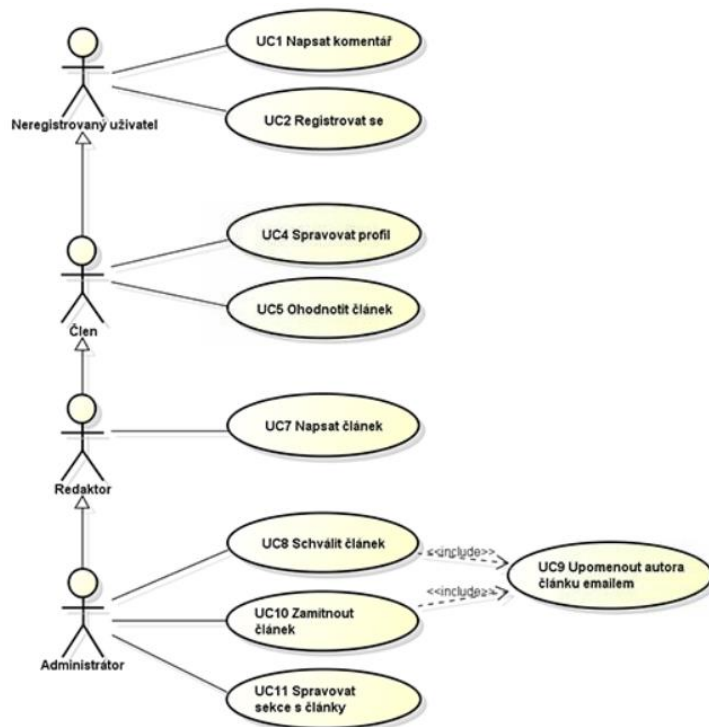 UC1 Napsat komentář
UC2 Registrovat se
Neregistrovaný uživatel
UC4 Spravovat profil
UC5 Ohodnotit článek
Člen
UC7 Napsat článek
Redaktor
UC8 Schválit článek
<<include>>
UC9 Upomenout autora
článku emailem
<<include>>
UC10 Zamítnout
článek
Administrátor
UC11 Spravovat
sekce s články